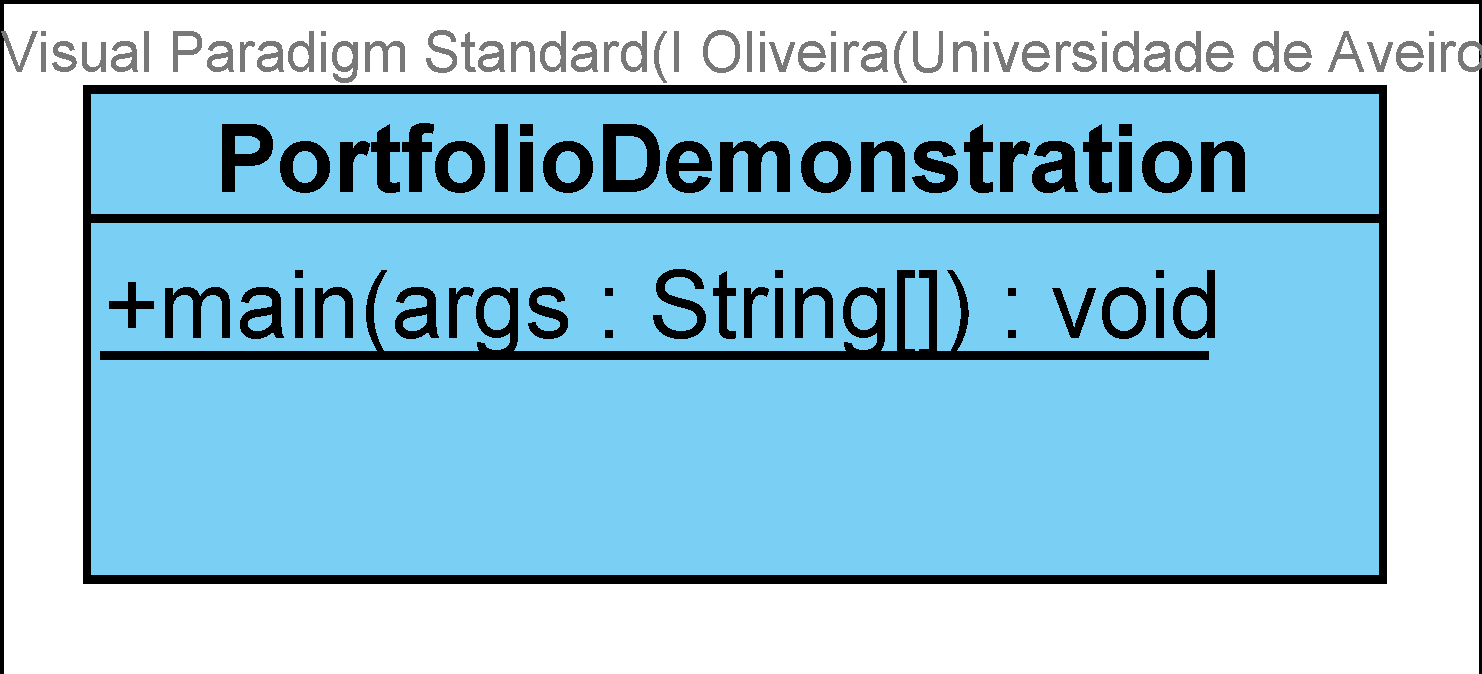 Visual Paradigm Standard(I Oliveira(Universidade de Aveiro
PortfolioDemonstration
+main(args : String[]) : void